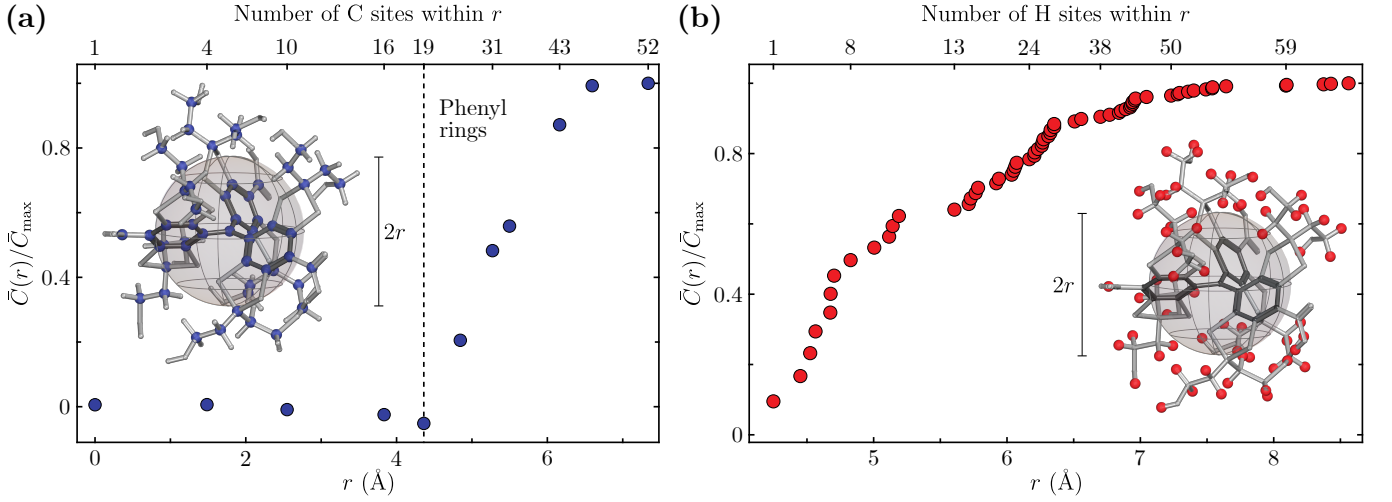 (a)
Number of C sites within r
1 4 10 16 19 31 43 52
Phenyl
rings
2r
C̄(r)/C̄max
0.8
0.4
0
0 2 4 6
r (Å)
(b)
Number of H sites within r
1 8 13 24 38 50 59
2r
C̄(r)/C̄max
0.8
0.4
0
5 6 7 8
r (Å)